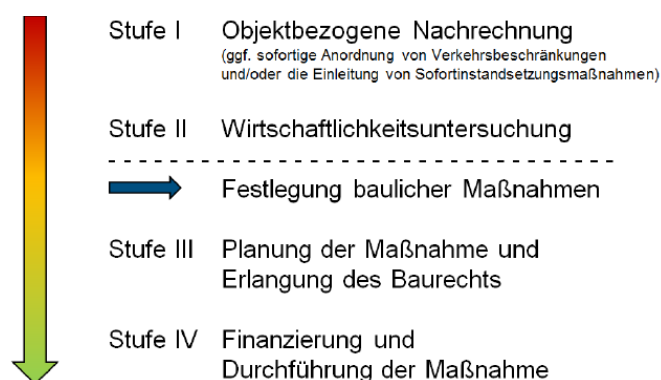 Stufe I Objektbezogene Nachrechnung
(ggf. sofortige Anordnung von Verkehrsbeschränkungen
und/oder die Einleitung von Sofortinstandsetzungsmaßnahmen)
Stufe II Wirtschaftlichkeitsuntersuchung
Festlegung baulicher Maßnahmen
Stufe III Planung der Maßnahme und
Erlangung des Baurechts
Stufe IV Finanzierung und
Durchführung der Maßnahme